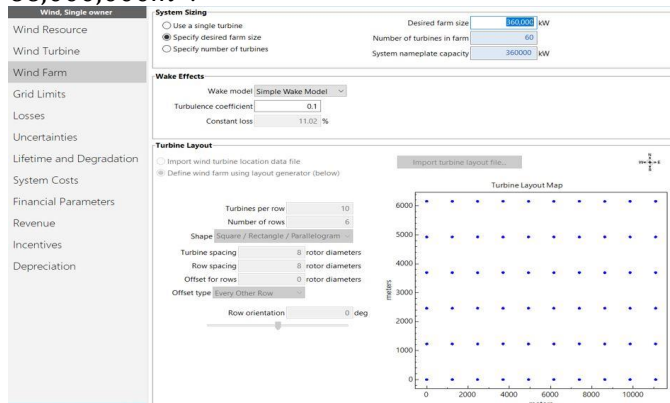 Wind, Single owner
Wind Resource
Wind Turbine
Wind Farm
Grid Limits
Losses
Uncertainties
Lifetime and Degradation
System Costs
Financial Parameters
Revenue
Incentives
Depreciation
System Sizing
Use a single turbine
Specify desired farm size
Specify number of turbines
Desired farm size 360,000 kW
Number of turbines in farm 60
System nameplate capacity 360000 kW
Wake Effects
Wake model Simple Wake Model
Turbulence coefficient 0.1
Constant loss 11.02 %
Turbine Layout
Import wind turbine location data file
Import turbine layout file...
Define wind farm using layout generator (below)
Turbines per row 10
Number of rows 6
Shape Square / Rectangle / Parallelogram
Turbine spacing 8 rotor diameters
Row spacing 8 rotor diameters
Offset for rows 0 rotor diameters
Offset type Every Other Row
Row orientation 0 deg
Turbine Layout Map
6000
5000
4000
3000
2000
1000
0
meters
0 2000 4000 6000 8000 10000